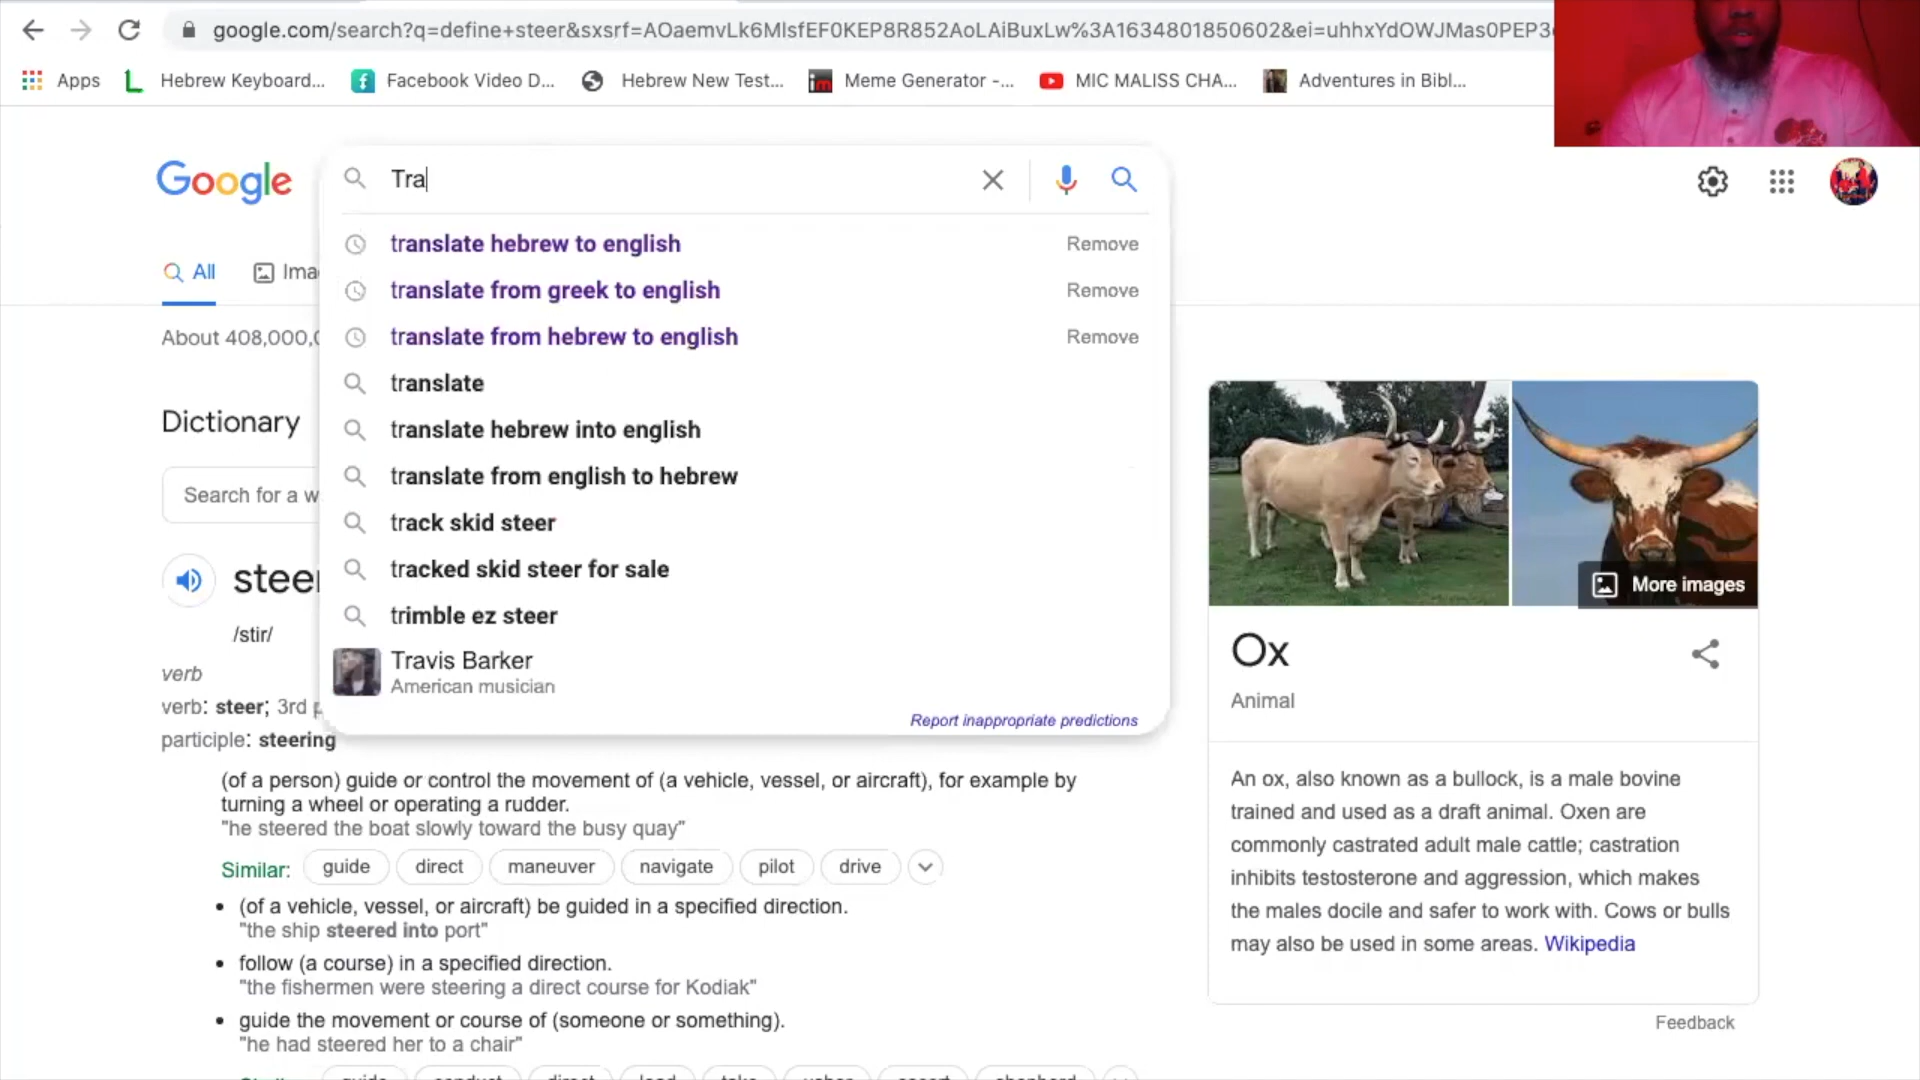 google.com/search?q=define+steer&sxsrf=AOaemvLk6MlsfEF0KEP8R852AoLAiBuxLw%3A1634801850602&ei=uhhxYdOWJMas0PEP3
Apps
Hebrew Keyboard...
Facebook Video D...
Hebrew New Test...
Meme Generator -...
MIC MALISS CHA...
Adventures in Bibl...
Google
Tra
translate hebrew to english Remove
translate from greek to english Remove
translate from hebrew to english Remove
translate
translate hebrew into english
translate from english to hebrew
track skid steer
tracked skid steer for sale
trimble ez steer
Travis Barker
American musician
Report inappropriate predictions
All
Ima
About 408,000,
Dictionary
Search for a w
steer
/stir/
verb
verb: steer; 3rd p
participle: steering
(of a person) guide or control the movement of (a vehicle, vessel, or aircraft), for example by
turning a wheel or operating a rudder.
"he steered the boat slowly toward the busy quay"
Similar: guide direct maneuver navigate pilot drive
• (of a vehicle, vessel, or aircraft) be guided in a specified direction.
"the ship steered into port"
• follow (a course) in a specified direction.
"the fishermen were steering a direct course for Kodiak"
• guide the movement or course of (someone or something).
"he had steered her to a chair"
More images
Ox
Animal
An ox, also known as a bullock, is a male bovine
trained and used as a draft animal. Oxen are
commonly castrated adult male cattle; castration
inhibits testosterone and aggression, which makes
the males docile and safer to work with. Cows or bulls
may also be used in some areas. Wikipedia
Feedback